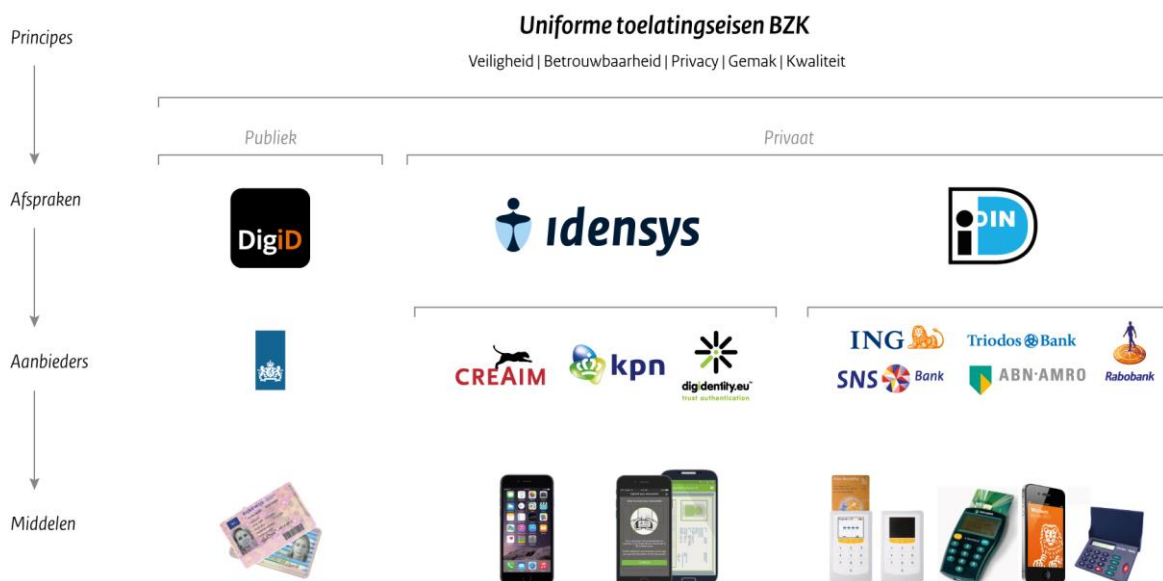 Uniforme toelatingseisen BZK
Principes
Veiligheid | Betrouwbaarheid | Privacy | Gemak | Kwaliteit
Publiek
Privaat
Afspraken
DigiD
idensys
iDIN
Aanbieders
CREAIM
kpn
digidentity.eu™
trust authentication
ING
Triodos Bank
SNS Bank
ABN·AMRO
Rabobank
Middelen